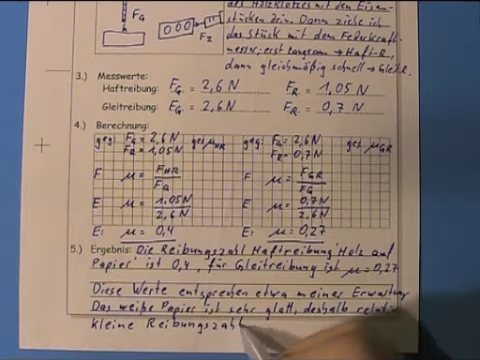 des Holzklotzes mit den Eisen-
stücken dran. Dann ziehe ich
das Stück mit dem Federkraft-
messer; erst langsam → Haft-R.,
dann gleichmäßig schnell → Gleitr.
F_G
F_Z
3.) Messwerte:
Haftreibung: F_G = 2,6 N F_R = 1,05 N
Gleitreibung: F_G = 2,6 N F_R = 0,7 N
4.) Berechnung:
geg: F_G = 2,6 N ges μ_HR geg: F_G = 2,6 N ges μ_GR
F_R = 1,05 N F_R = 0,7 N
F μ = F_HR / F_G F μ = F_GR / F_G
E μ = 1,05 N / 2,6 N E μ = 0,7 N / 2,6 N
E: μ = 0,4 E: μ = 0,27
5.) Ergebnis: Die Reibungszahl Haftreibung Holz auf
Papier ist 0,4, für Gleitreibung ist μ = 0,27
Diese Werte entsprechen etwa meiner Erwartung
Das weiße Papier ist sehr glatt, deshalb relativ
kleine Reibungszahl